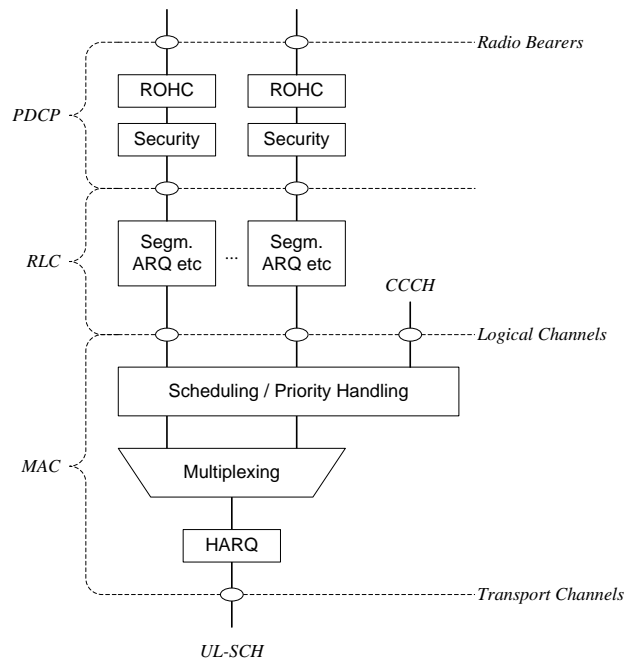 Radio Bearers
ROHC
ROHC
PDCP
Security
Security
Segm.
ARQ etc
...
Segm.
ARQ etc
RLC
CCCH
Logical Channels
Scheduling / Priority Handling
MAC
Multiplexing
HARQ
Transport Channels
UL-SCH